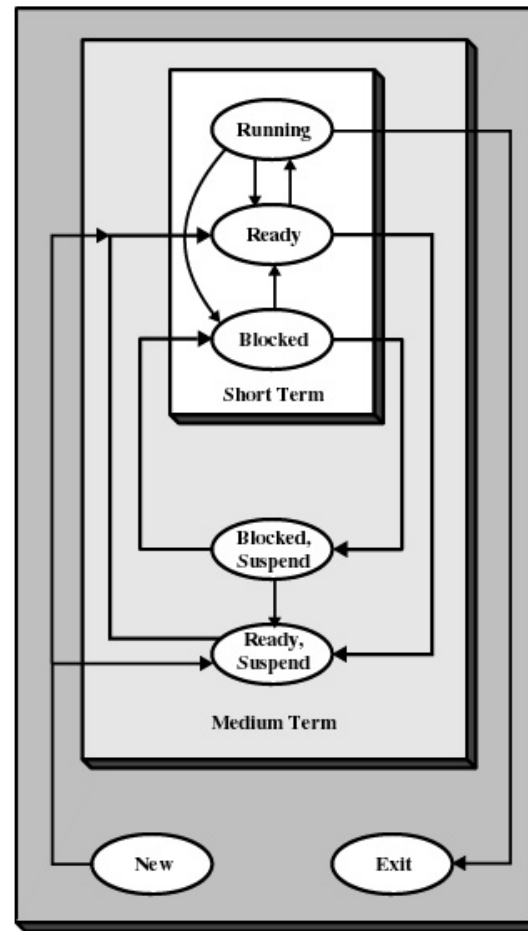 Running
Ready
Blocked
Short Term
Blocked,
Suspend
Ready,
Suspend
Medium Term
New
Exit